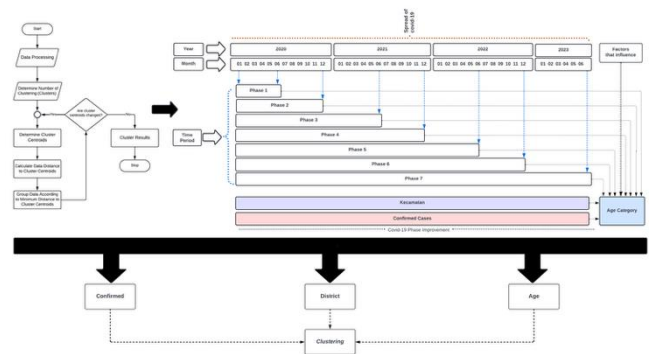 Start
Data Processing
Determine Number of
Clustering (Clusters)
Are cluster
centroids changes?
Determine Cluster
Centroids
Calculate Data Distance
to Cluster Centroids
Group Data According
to Minimum Distance to
Cluster Centroids
Cluster Results
Stop
Spread of
covid-19
Year
2020
2021
2022
2023
Month
01 02 03 04 05 06 07 08 09 10 11 12
01 02 03 04 05 06 07 08 09 10 11 12
01 02 03 04 05 06 07 08 09 10 11 12
01 02 03 04 05 06
Factors
that influence
Time
Period
Phase 1
Phase 2
Phase 3
Phase 4
Phase 5
Phase 6
Phase 7
Kecamatan
Confirmed Cases
Covid-19 Phase Improvement
Age Category
Confirmed
District
Age
Clustering